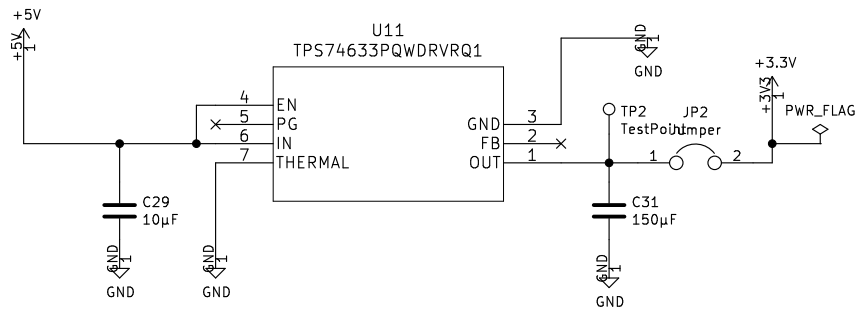 +5V
+5V
1
U11
TPS74633PQWDRVRQ1
GND
1
GND
4
EN
5
PG
6
IN
7
THERMAL
GND
3
FB
2
OUT
1
TP2
TestPoint
JP2
Jumper
1
2
+3.3V
+3V3
1
PWR_FLAG
C29
10µF
GND
1
GND
GND
1
GND
C31
150µF
GND
1
GND